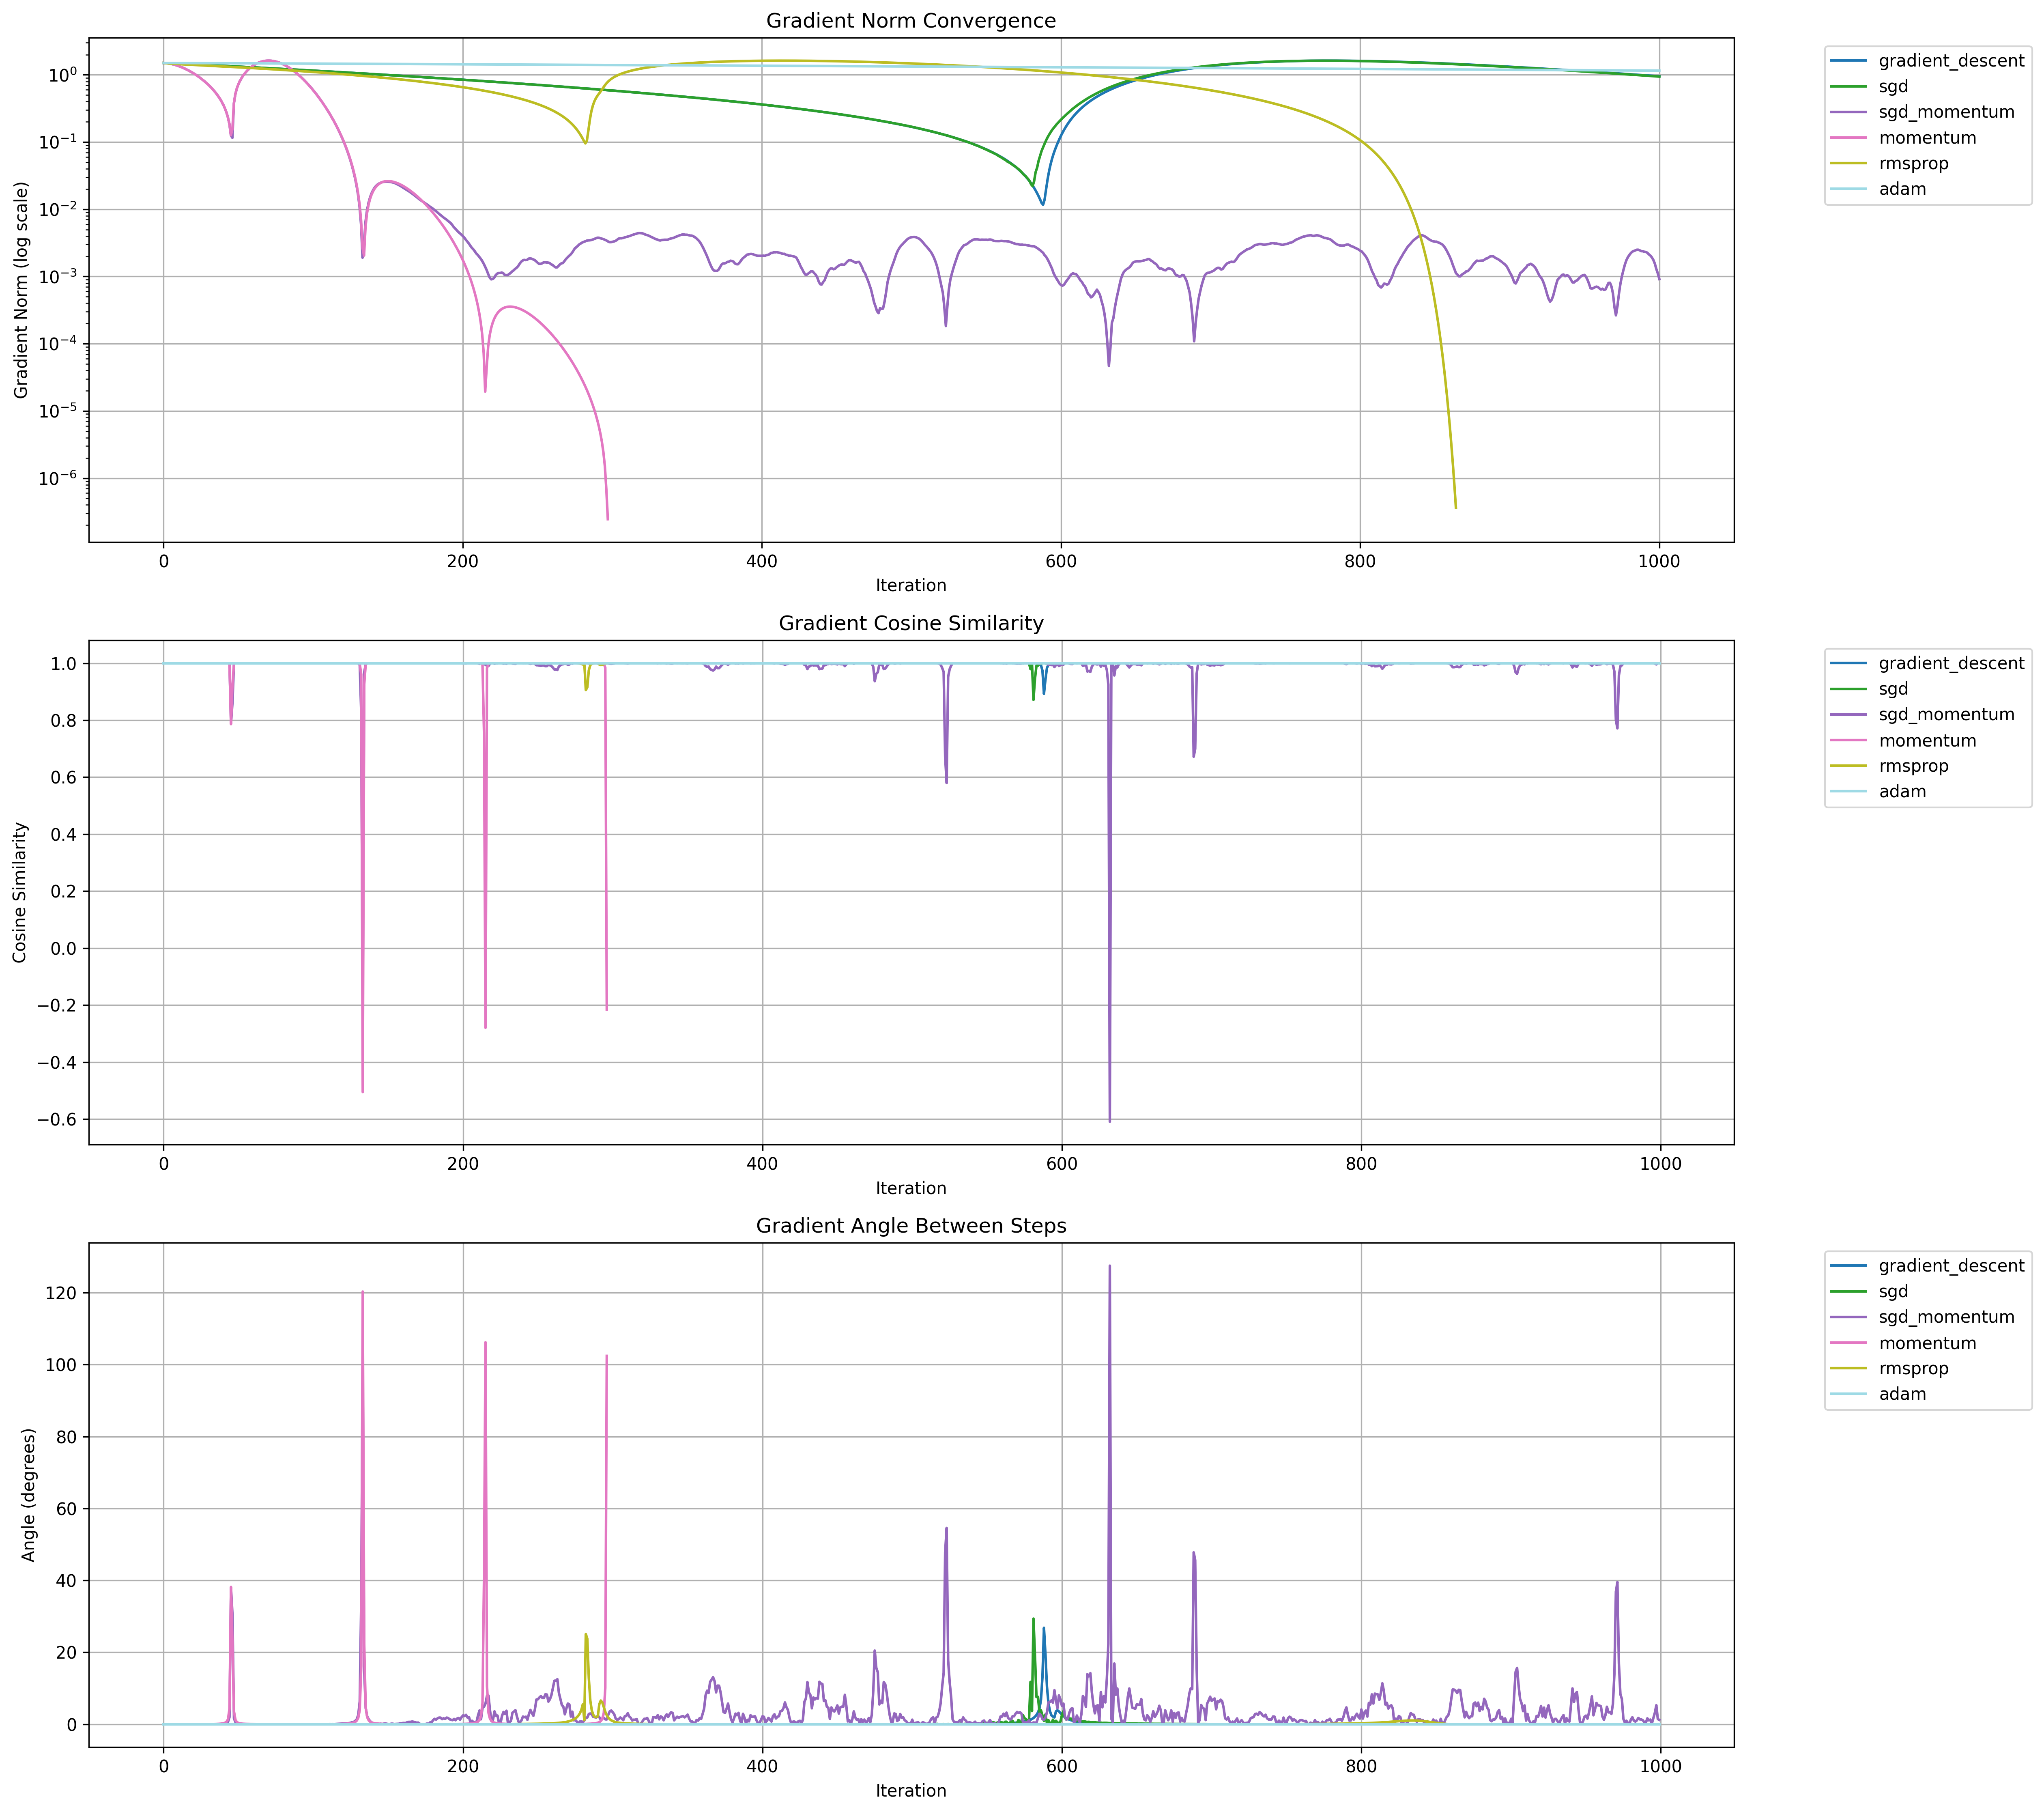 Gradient Norm Convergence
Gradient Norm (log scale)
10⁰
10⁻¹
10⁻²
10⁻³
10⁻⁴
10⁻⁵
10⁻⁶
0 200 400 600 800 1000
Iteration
gradient_descent
sgd
sgd_momentum
momentum
rmsprop
adam
Gradient Cosine Similarity
Cosine Similarity
1.0
0.8
0.6
0.4
0.2
0.0
−0.2
−0.4
−0.6
0 200 400 600 800 1000
Iteration
gradient_descent
sgd
sgd_momentum
momentum
rmsprop
adam
Gradient Angle Between Steps
Angle (degrees)
120
100
80
60
40
20
0
0 200 400 600 800 1000
Iteration
gradient_descent
sgd
sgd_momentum
momentum
rmsprop
adam